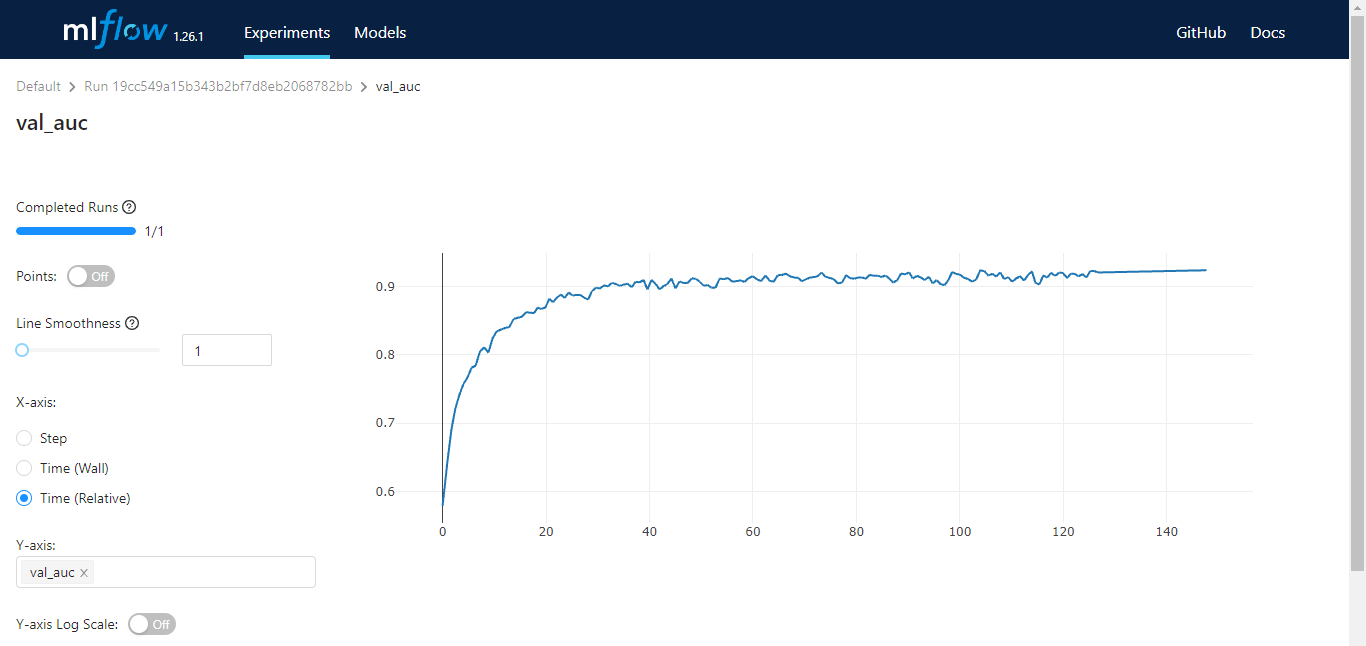 mlflow 1.26.1 Experiments Models GitHub Docs
Default > Run 19cc549a15b343b2bf7d8eb2068782bb > val_auc
val_auc
Completed Runs ?
1/1
Points: Off
Line Smoothness ?
1
X-axis:
Step
Time (Wall)
Time (Relative)
Y-axis:
val_auc ×
Y-axis Log Scale: Off
0.9
0.8
0.7
0.6
0 20 40 60 80 100 120 140